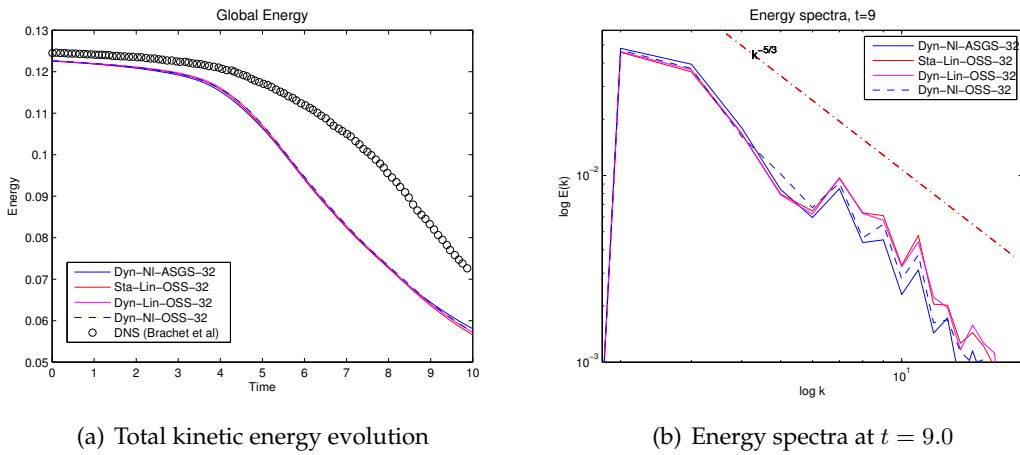 Global Energy
0.13
0.12
0.11
0.1
0.09
0.08
0.07
0.06
0.05
Energy
Dyn−Nl−ASGS−32
Sta−Lin−OSS−32
Dyn−Lin−OSS−32
Dyn−Nl−OSS−32
DNS (Brachet et al)
0 1 2 3 4 5 6 7 8 9 10
Time
(a) Total kinetic energy evolution
Energy spectra, t=9
k−5/3
Dyn−Nl−ASGS−32
Sta−Lin−OSS−32
Dyn−Lin−OSS−32
Dyn−Nl−OSS−32
10−2
10−3
log E(k)
101
log k
(b) Energy spectra at t = 9.0